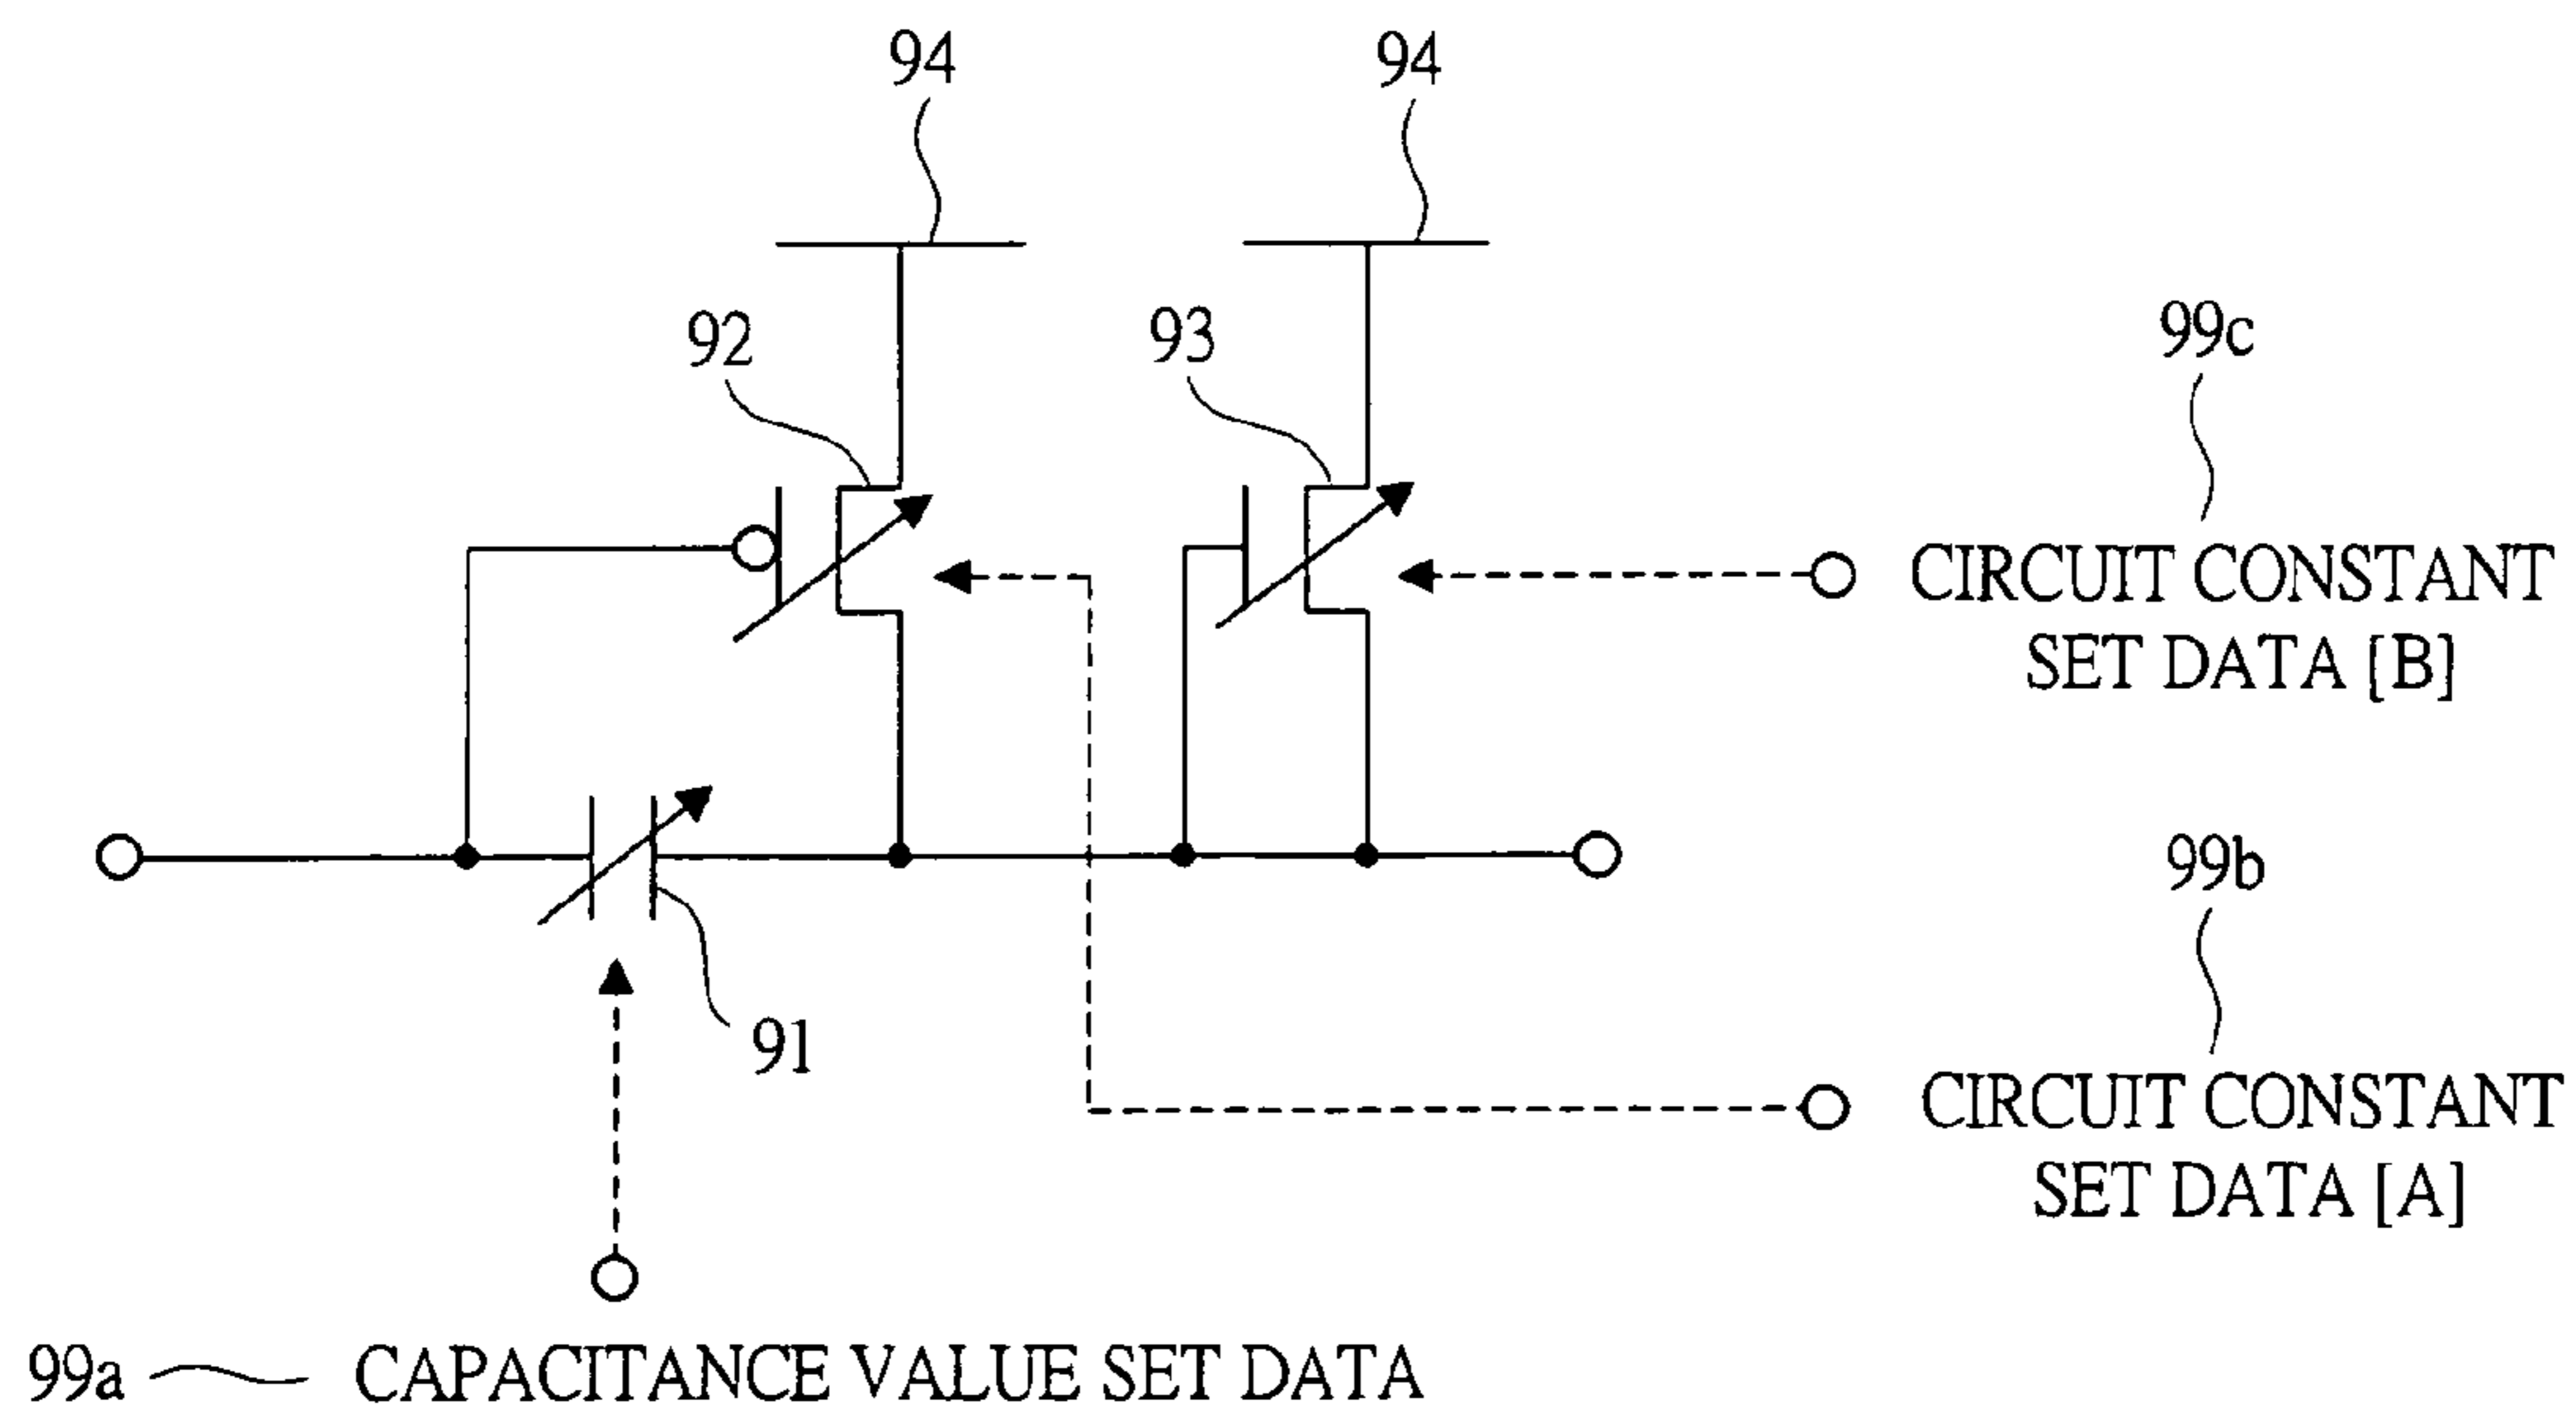 94
94
92
93
99c
CIRCUIT CONSTANT
SET DATA [B]
99b
91
CIRCUIT CONSTANT
SET DATA [A]
99a
CAPACITANCE VALUE SET DATA